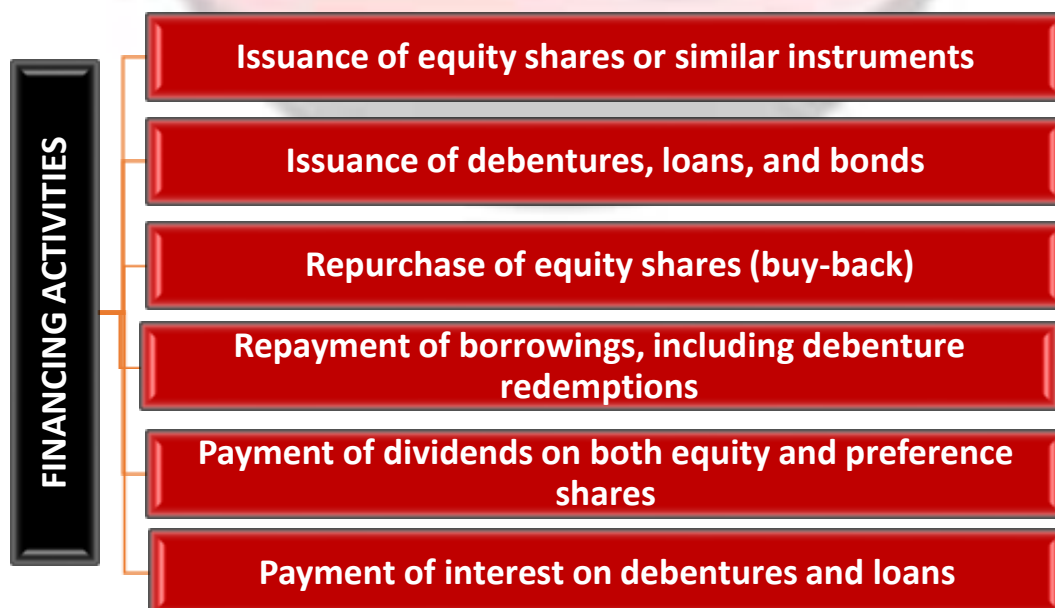 FINANCING ACTIVITIES
Issuance of equity shares or similar instruments
Issuance of debentures, loans, and bonds
Repurchase of equity shares (buy-back)
Repayment of borrowings, including debenture
redemptions
Payment of dividends on both equity and preference
shares
Payment of interest on debentures and loans